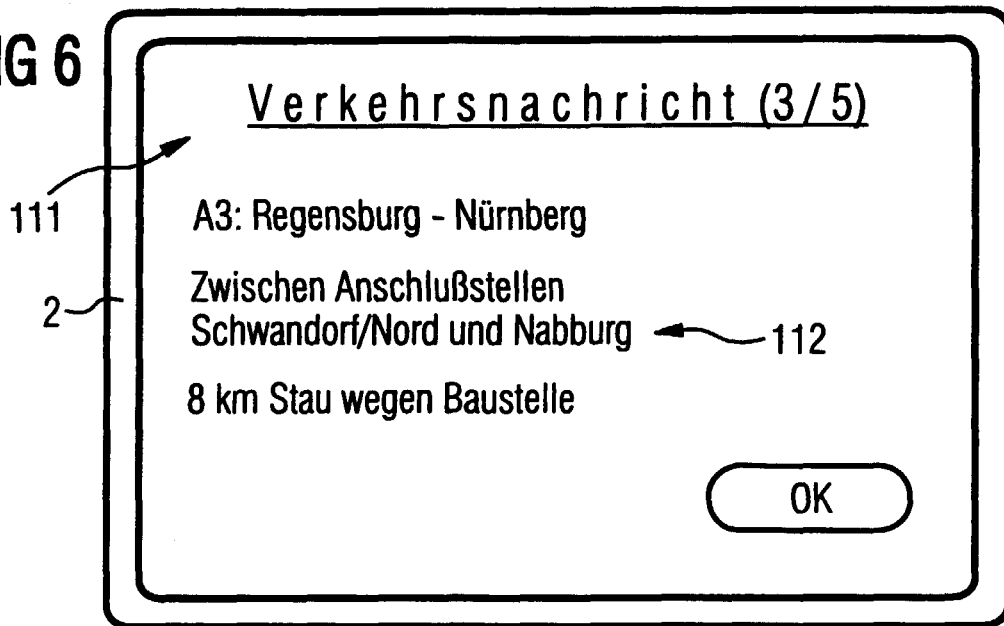 G 6
Verkehrsnachricht (3/5)
111
A3: Regensburg - Nürnberg
2
Zwischen Anschlußstellen
Schwandorf/Nord und Nabburg
112
8 km Stau wegen Baustelle
OK